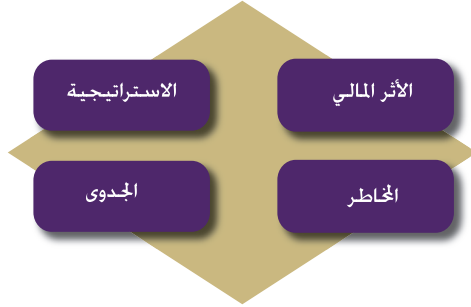 الأثر المالي
الاستراتيجية
المخاطر
الجدوى